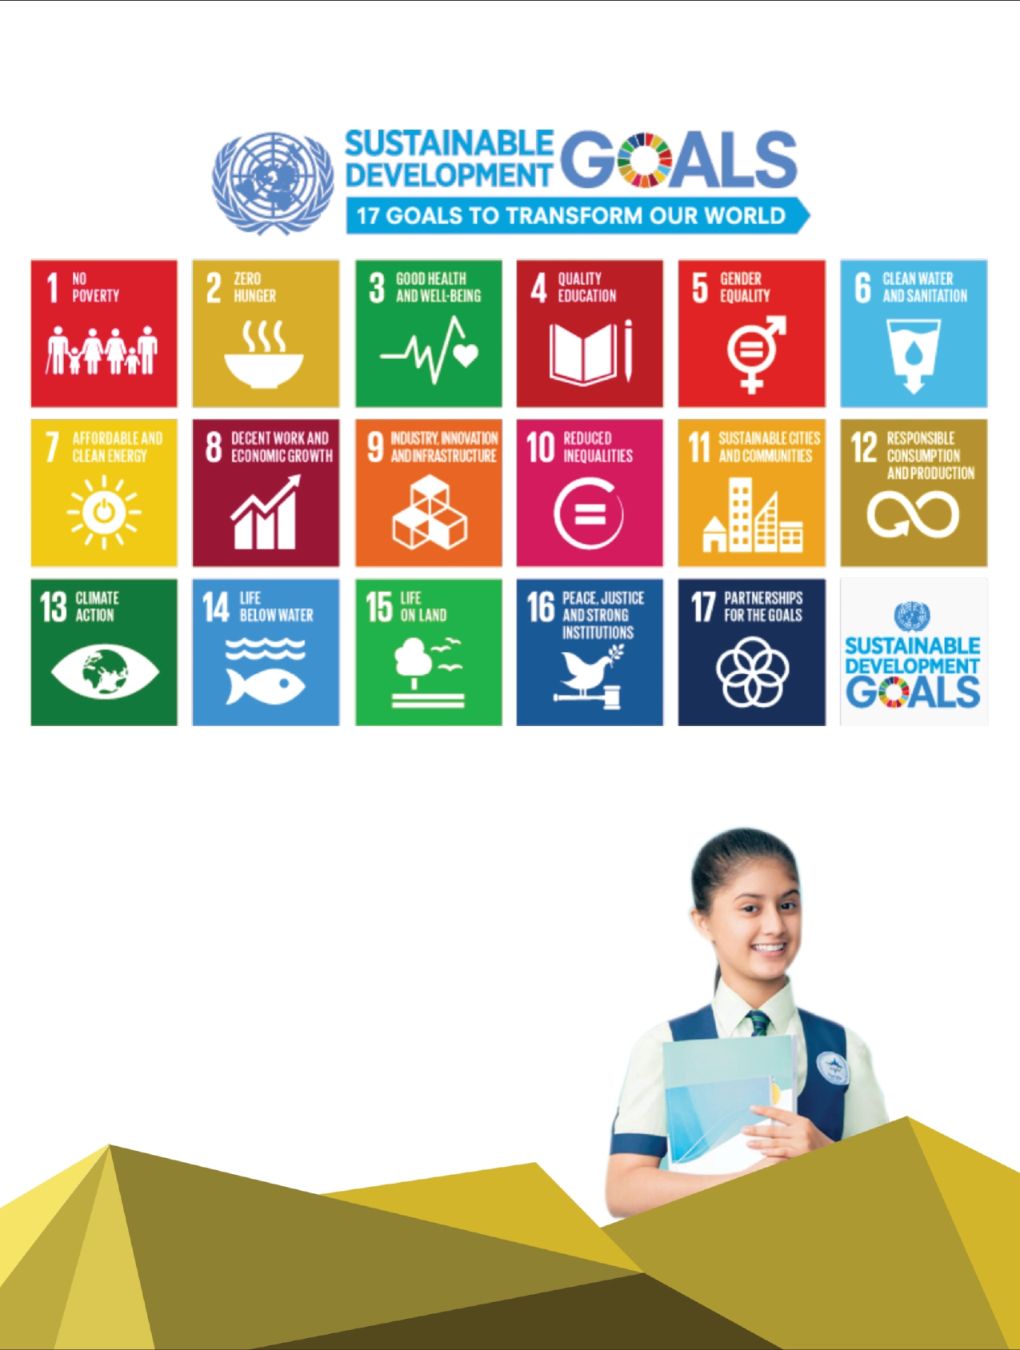 SUSTAINABLE
DEVELOPMENT GOALS
17 GOALS TO TRANSFORM OUR WORLD
1 NO
POVERTY
2 ZERO
HUNGER
3 GOOD HEALTH
AND WELL-BEING
4 QUALITY
EDUCATION
5 GENDER
EQUALITY
6 CLEAN WATER
AND SANITATION
7 AFFORDABLE AND
CLEAN ENERGY
8 DECENT WORK AND
ECONOMIC GROWTH
9 INDUSTRY, INNOVATION
AND INFRASTRUCTURE
10 REDUCED
INEQUALITIES
11 SUSTAINABLE CITIES
AND COMMUNITIES
12 RESPONSIBLE
CONSUMPTION
AND PRODUCTION
13 CLIMATE
ACTION
14 LIFE
BELOW WATER
15 LIFE
ON LAND
16 PEACE, JUSTICE
AND STRONG
INSTITUTIONS
17 PARTNERSHIPS
FOR THE GOALS
SUSTAINABLE
DEVELOPMENT
GOALS